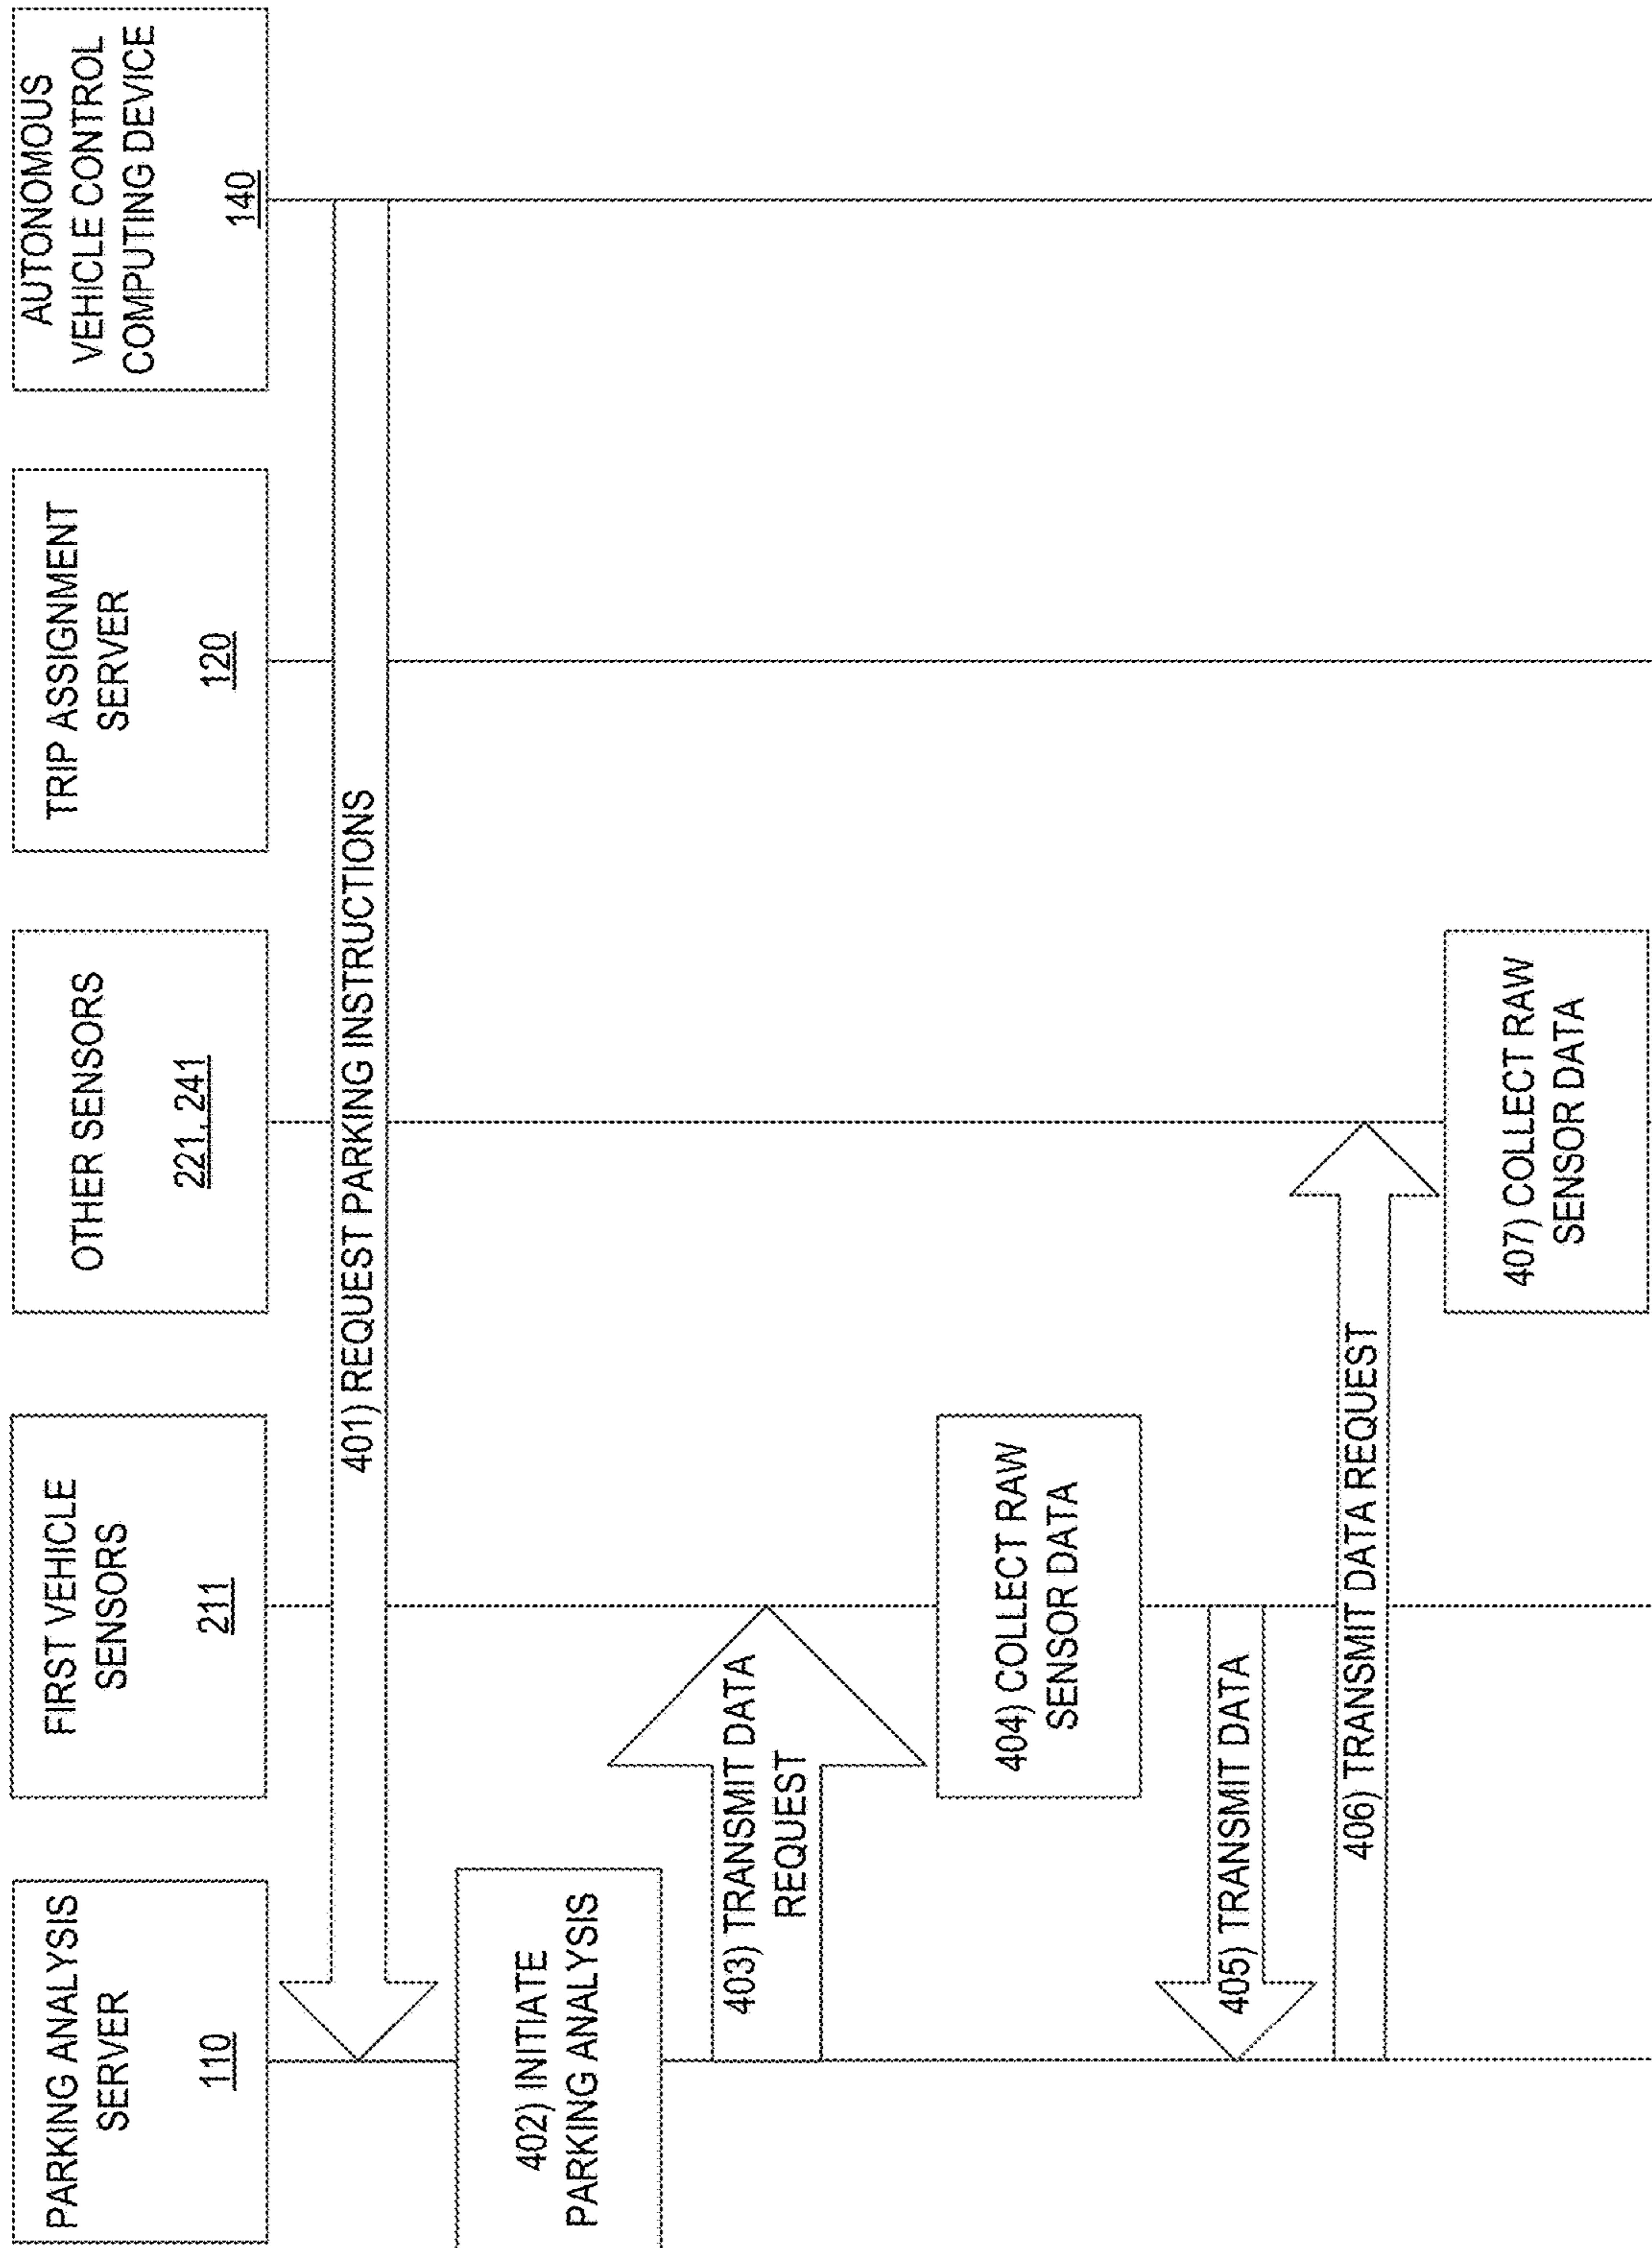 PARKING ANALYSIS
SERVER
110
FIRST VEHICLE
SENSORS
211
OTHER SENSORS
221, 241
TRIP ASSIGNMENT
SERVER
120
AUTONOMOUS
VEHICLE CONTROL
COMPUTING DEVICE
140
401) REQUEST PARKING INSTRUCTIONS
402) INITIATE
PARKING ANALYSIS
403) TRANSMIT DATA
REQUEST
404) COLLECT RAW
SENSOR DATA
405) TRANSMIT DATA
406) TRANSMIT DATA REQUEST
407) COLLECT RAW
SENSOR DATA